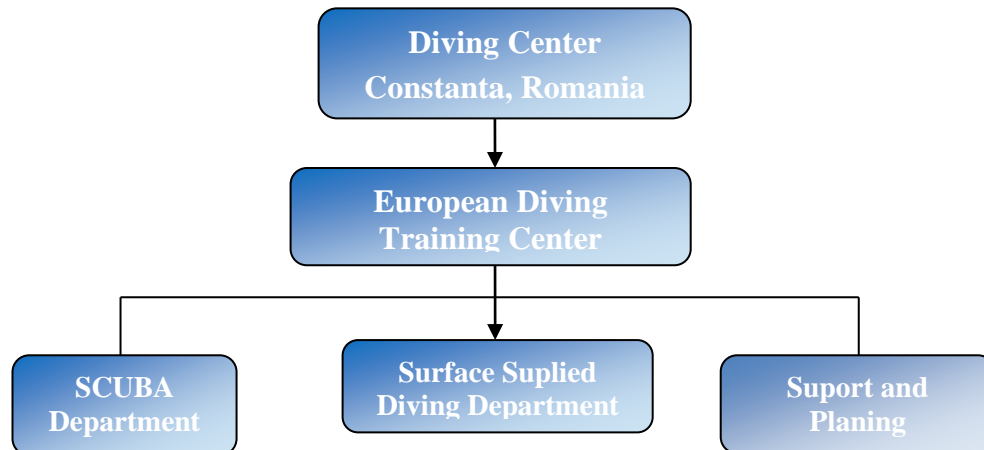 Diving Center
Constanta, Romania
European Diving
Training Center
SCUBA
Department
Surface Suplied
Diving Department
Suport and
Planing